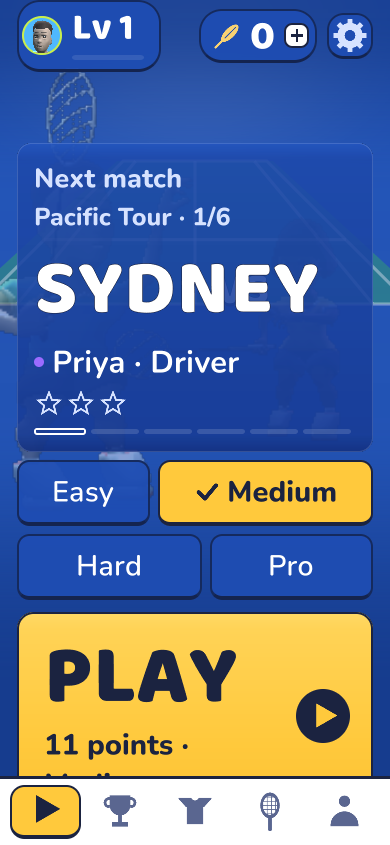 Lv 1
0
Next match
Pacific Tour · 1/6
SYDNEY
Priya · Driver
Easy
Medium
Hard
Pro
PLAY
11 points ·